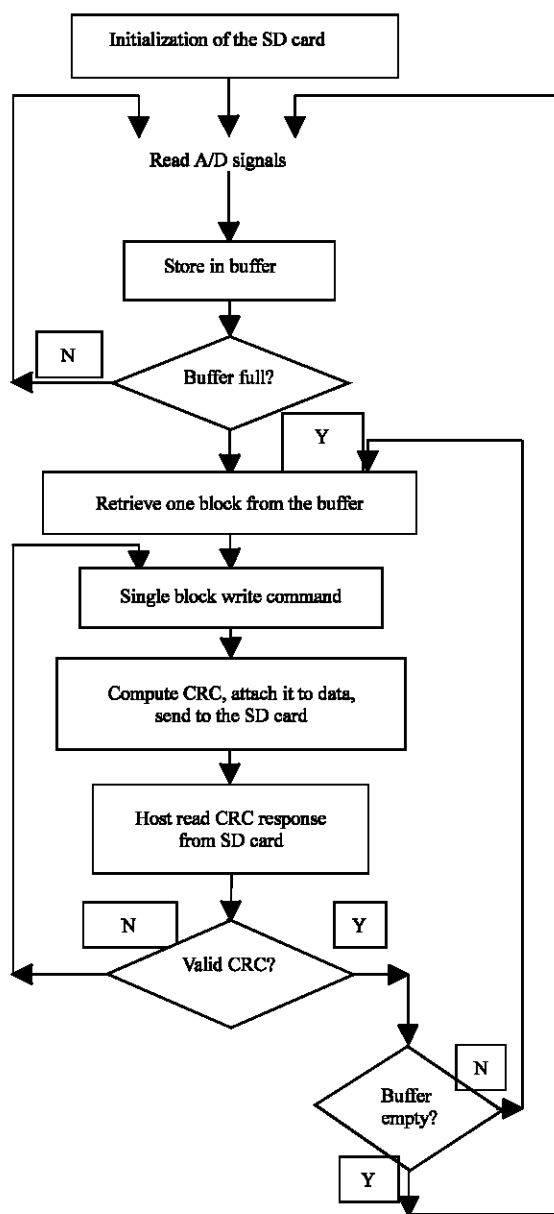 Initialization of the SD card
Read A/D signals
Store in buffer
N
Buffer full?
Y
Retrieve one block from the buffer
Single block write command
Compute CRC, attach it to data,
send to the SD card
Host read CRC response
from SD card
N
Y
Valid CRC?
N
Buffer
empty?
Y